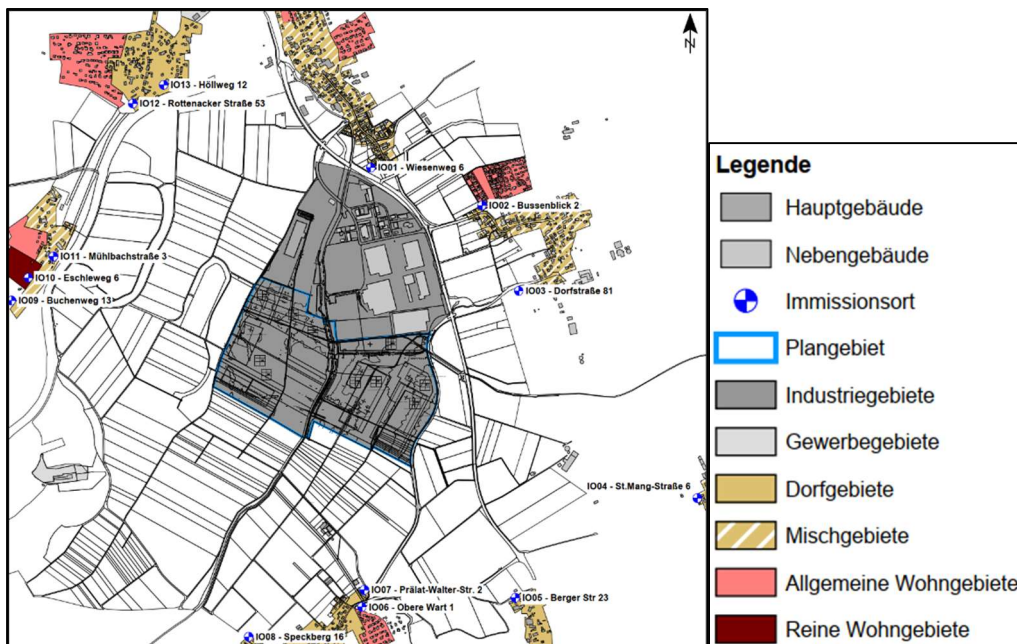 N
IO13 - Höllweg 12
IO12 - Rottenacker Straße 53
IO01 - Wiesenweg 6
IO02 - Bussenblick 2
IO11 - Mühlbachstraße 3
IO10 - Eschleweg 6
IO09 - Buchenweg 13
IO03 - Dorfstraße 81
IO04 - St.Mang-Straße 6
IO07 - Prälat-Walter-Str. 2
IO06 - Obere Wart 1
IO05 - Berger Str 23
IO08 - Speckberg 16
Legende
Hauptgebäude
Nebengebäude
Immissionsort
Plangebiet
Industriegebiete
Gewerbegebiete
Dorfgebiete
Mischgebiete
Allgemeine Wohngebiete
Reine Wohngebiete